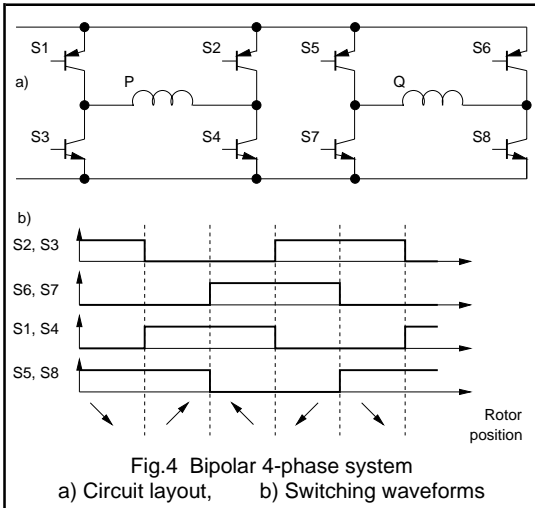 S1 S2 S5 S6
a) P Q
S3 S4 S7 S8
b)
S2, S3
S6, S7
S1, S4
S5, S8
Rotor
position
Fig.4 Bipolar 4-phase system
a) Circuit layout, b) Switching waveforms